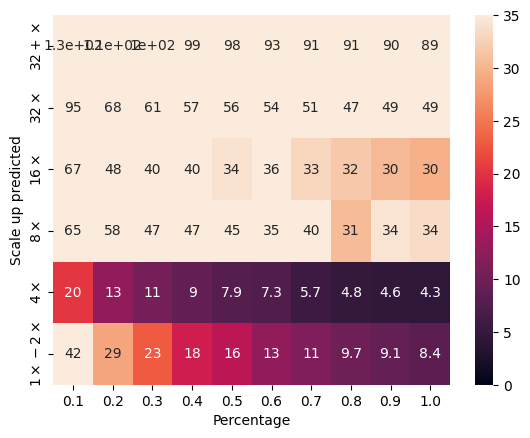 32 + × 1.3e+02 1.1e+02 1e+02 99 98 93 91 91 90 89
32 × 95 68 61 57 56 54 51 47 49 49
16 × 67 48 40 40 34 36 33 32 30 30
8 × 65 58 47 47 45 35 40 31 34 34
4 × 20 13 11 9 7.9 7.3 5.7 4.8 4.6 4.3
1 × − 2 × 42 29 23 18 16 13 11 9.7 9.1 8.4
0.1 0.2 0.3 0.4 0.5 0.6 0.7 0.8 0.9 1.0
Percentage
Scale up predicted
35
30
25
20
15
10
5
0